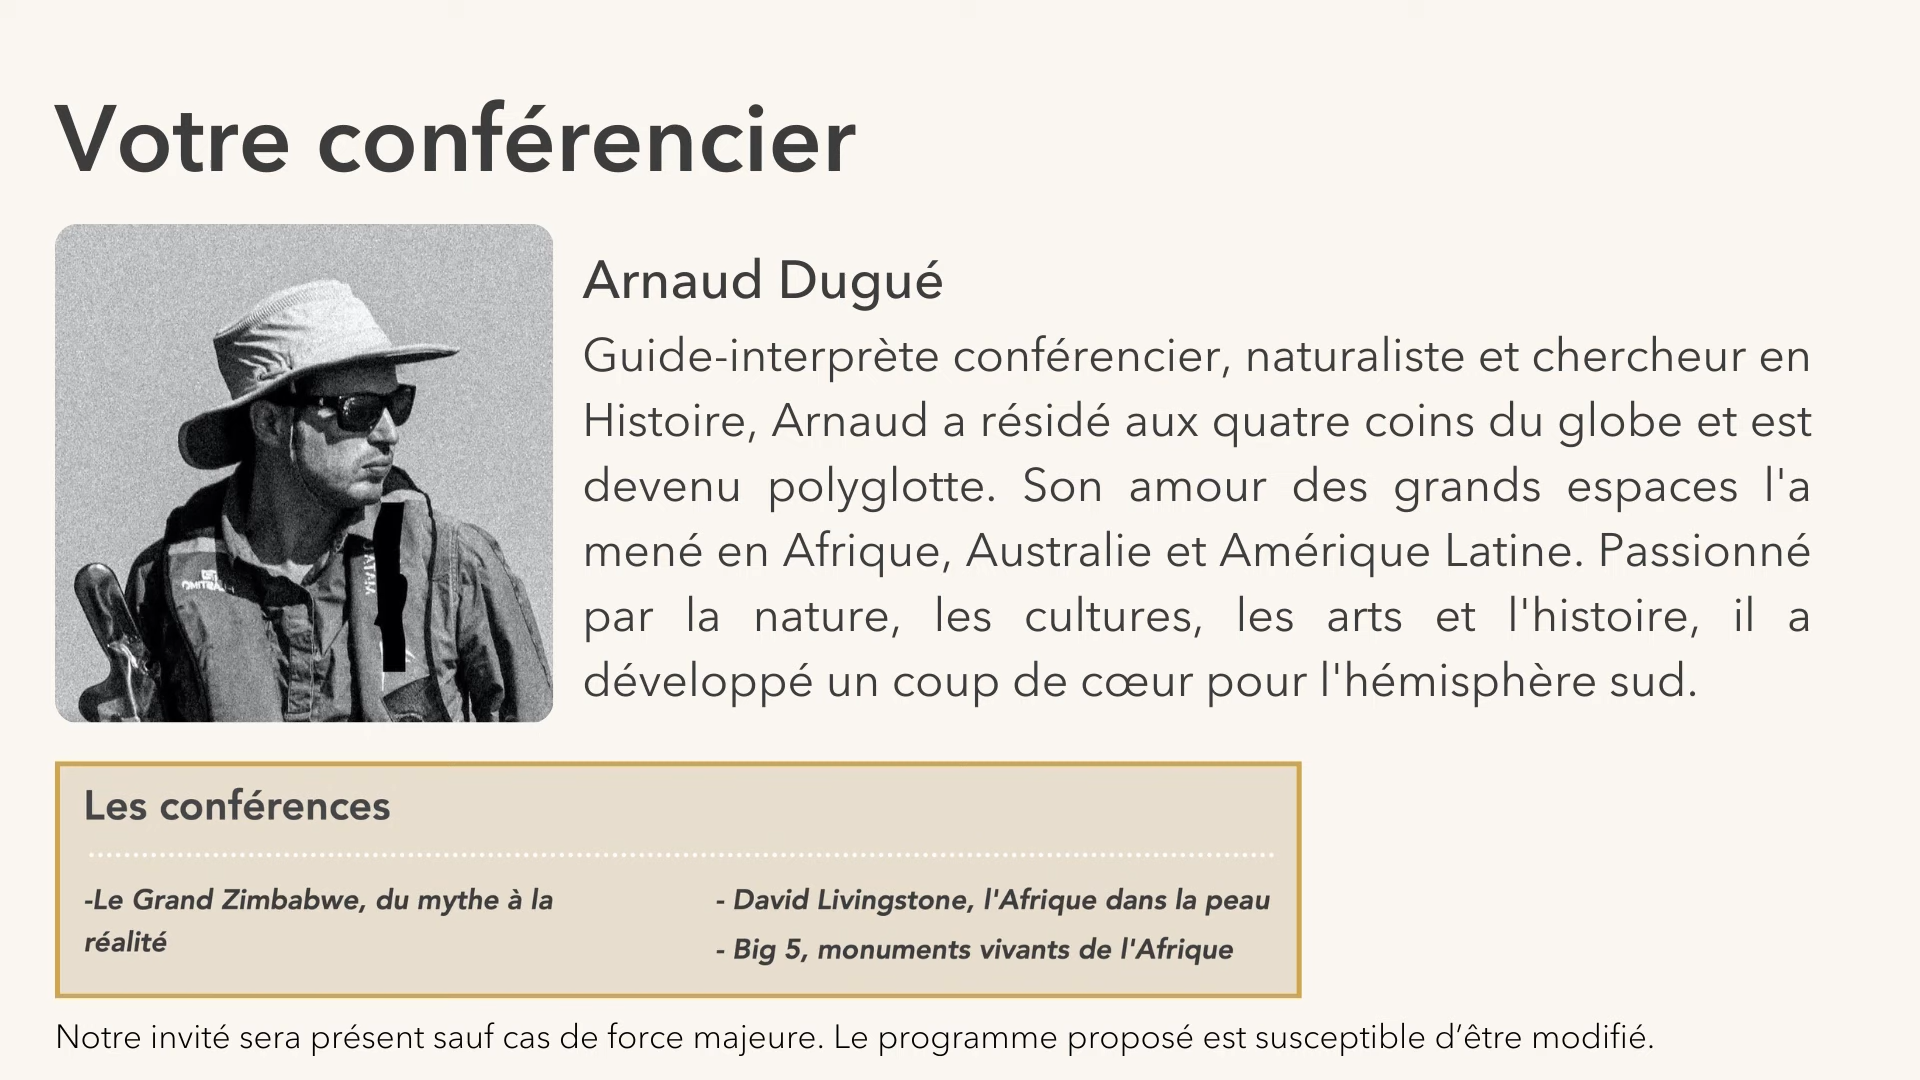 Votre conférencier
Arnaud Dugué
Guide-interprète conférencier, naturaliste et chercheur en
Histoire, Arnaud a résidé aux quatre coins du globe et est
devenu polyglotte. Son amour des grands espaces l'a
mené en Afrique, Australie et Amérique Latine. Passionné
par la nature, les cultures, les arts et l'histoire, il a
développé un coup de cœur pour l'hémisphère sud.
Les conférences
-Le Grand Zimbabwe, du mythe à la
réalité
- David Livingstone, l'Afrique dans la peau
- Big 5, monuments vivants de l'Afrique
Notre invité sera présent sauf cas de force majeure. Le programme proposé est susceptible d’être modifié.